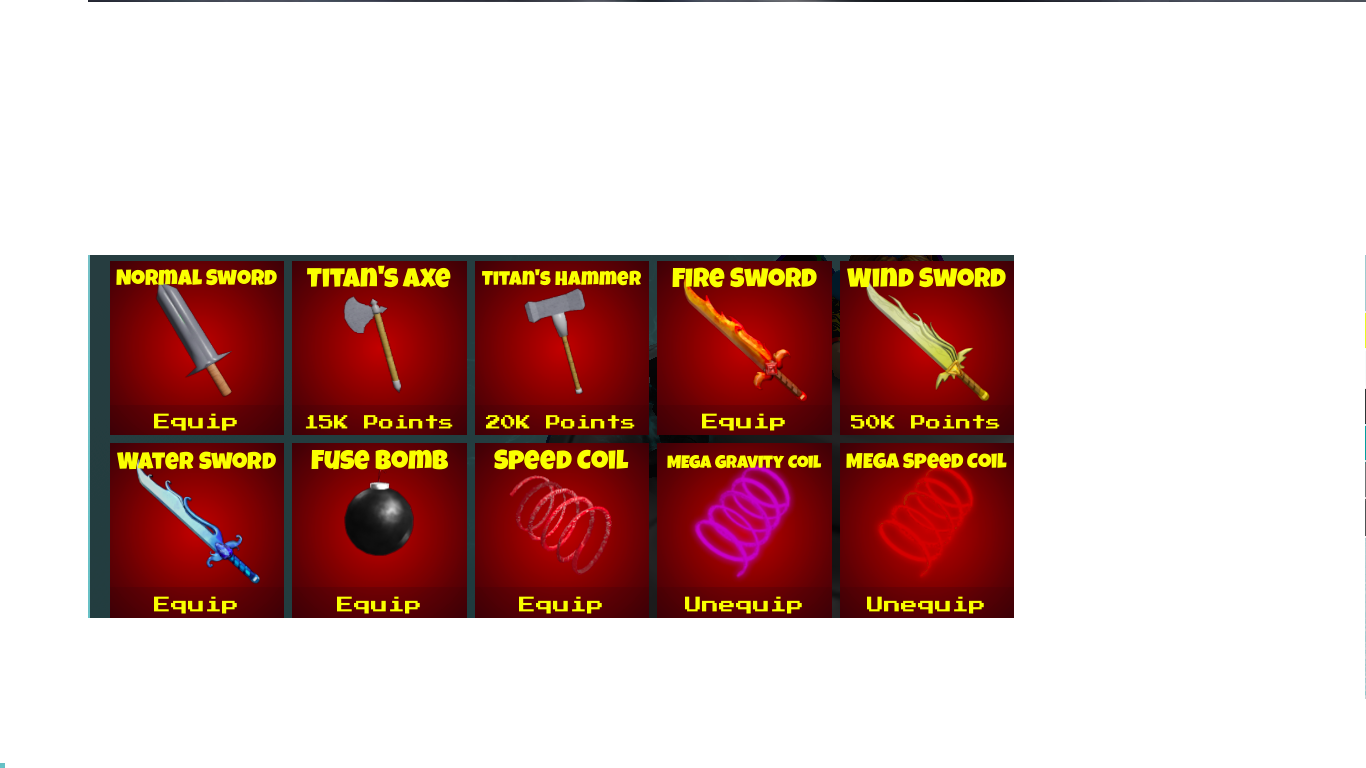 Normal Sword
Titan's Axe
Titan's Hammer
Fire Sword
Wind Sword
Equip
15K Points
20K Points
Equip
50K Points
Water Sword
Fuse Bomb
Speed Coil
Mega Gravity Coil
Mega Speed Coil
Equip
Equip
Equip
Unequip
Unequip